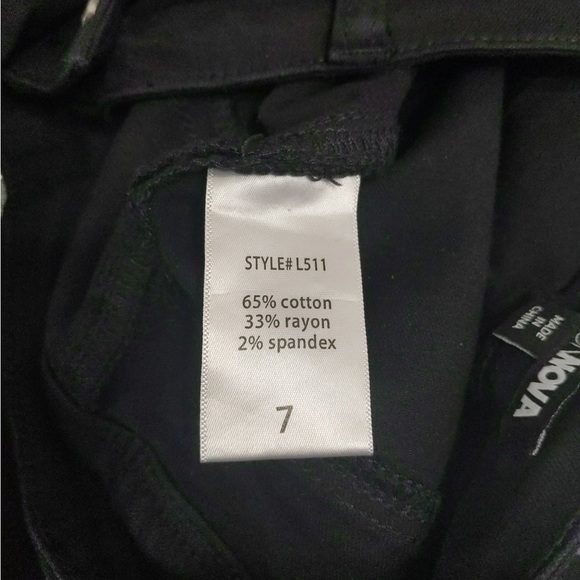 STYLE# L511
65% cotton
33% rayon
2% spandex
7
MADE
IN
CHINA
NOVA